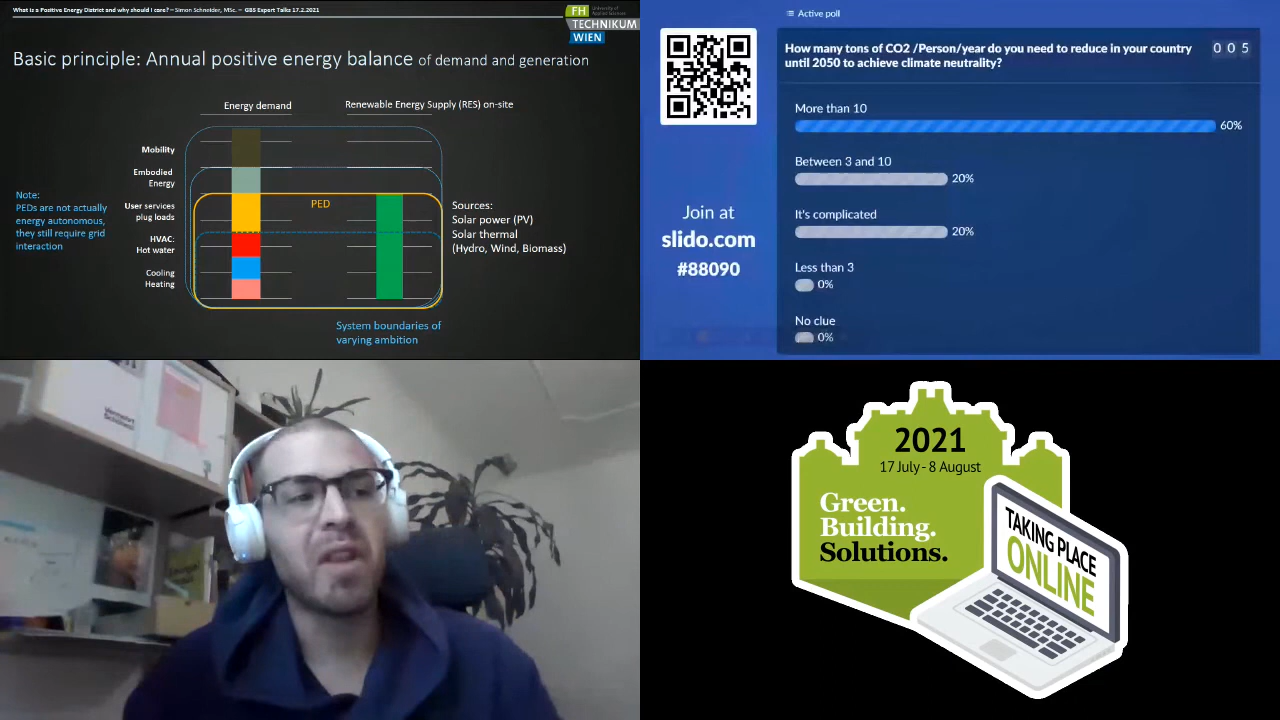 What is a Positive Energy District and why should I care? – Simon Schneider, MSc. – GBS Expert Talks 17.2.2021
FH
University of
Applied Sciences
TECHNIKUM
WIEN
Basic principle: Annual positive energy balance of demand and generation
Energy demand
Renewable Energy Supply (RES) on-site
Mobility
Embodied
Energy
User services
plug loads
HVAC:
Hot water
Cooling
Heating
Note:
PEDs are not actually
energy autonomous,
they still require grid
interaction
PED
Sources:
Solar power (PV)
Solar thermal
(Hydro, Wind, Biomass)
System boundaries of
varying ambition
Active poll
How many tons of CO2 /Person/year do you need to reduce in your country
until 2050 to achieve climate neutrality?
0 0 5
More than 10
60%
Between 3 and 10
20%
It's complicated
20%
Less than 3
0%
No clue
0%
Join at
slido.com
#88090
2021
17 July - 8 August
Green.
Building.
Solutions.
TAKING PLACE
ONLINE